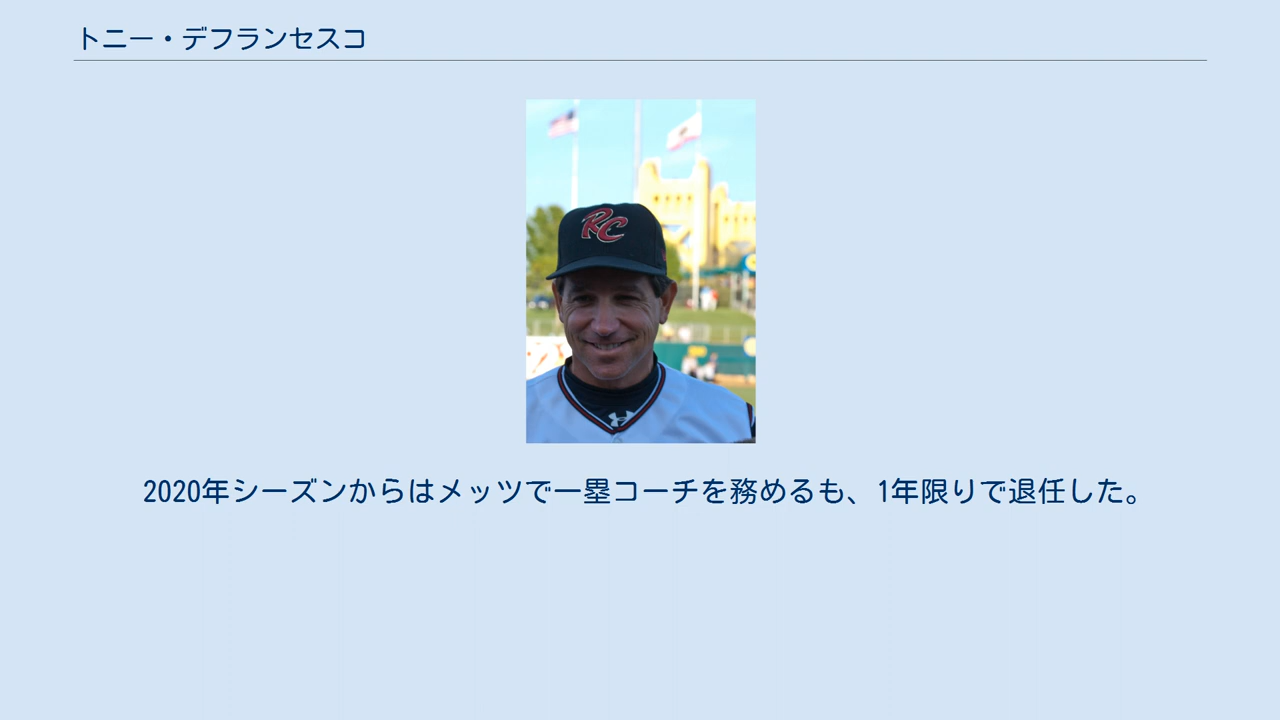 トニー・デフランセスコ
RC
2020年シーズンからはメッツで一塁コーチを務めるも、1年限りで退任した。